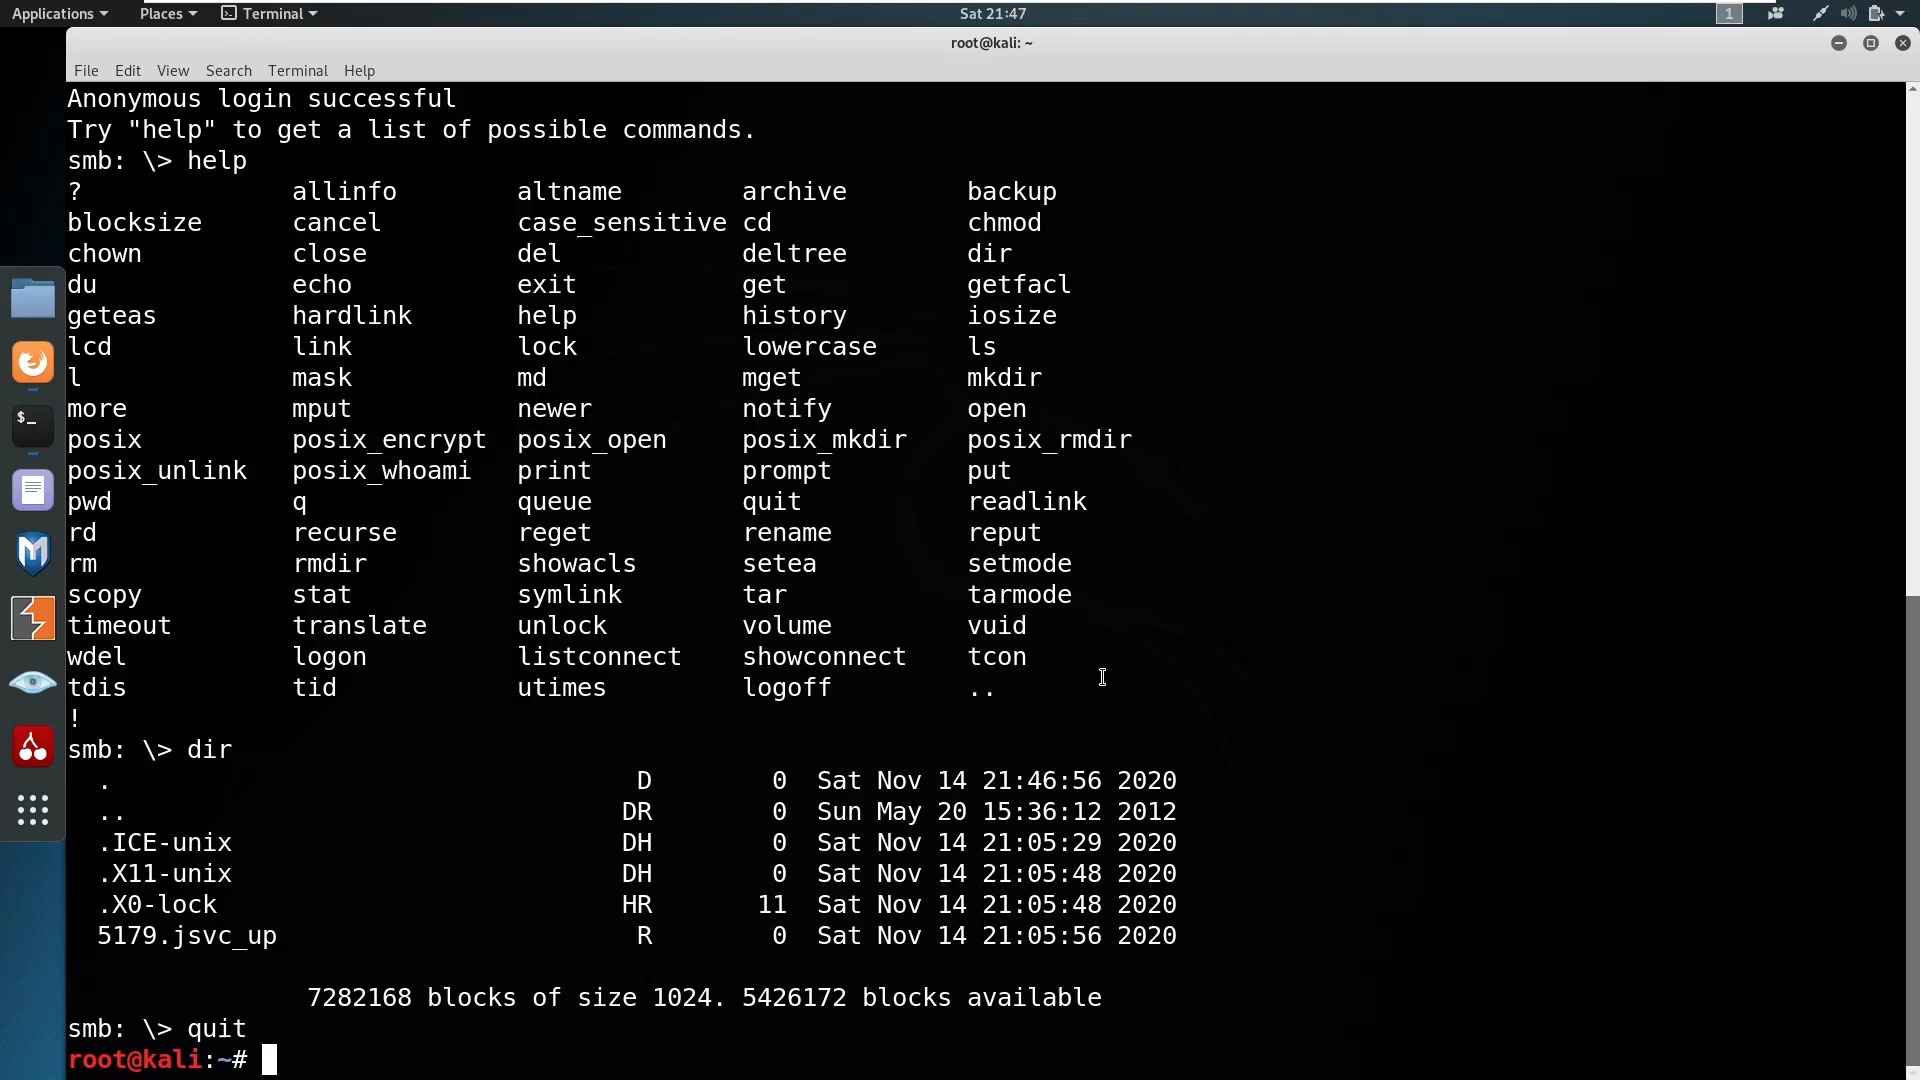 Applications Places Terminal Sat 21:47 1
root@kali: ~
File Edit View Search Terminal Help
Anonymous login successful
Try "help" to get a list of possible commands.
smb: \> help
? allinfo altname archive backup
blocksize cancel case_sensitive cd chmod
chown close del deltree dir
du echo exit get getfacl
geteas hardlink help history iosize
lcd link lock lowercase ls
l mask md mget mkdir
more mput newer notify open
posix posix_encrypt posix_open posix_mkdir posix_rmdir
posix_unlink posix_whoami print prompt put
pwd q queue quit readlink
rd recurse reget rename reput
rm rmdir showacls setea setmode
scopy stat symlink tar tarmode
timeout translate unlock volume vuid
wdel logon listconnect showconnect tcon
tdis tid utimes logoff ..
!
smb: \> dir
. D 0 Sat Nov 14 21:46:56 2020
.. DR 0 Sun May 20 15:36:12 2012
.ICE-unix DH 0 Sat Nov 14 21:05:29 2020
.X11-unix DH 0 Sat Nov 14 21:05:48 2020
.X0-lock HR 11 Sat Nov 14 21:05:48 2020
5179.jsvc_up R 0 Sat Nov 14 21:05:56 2020
7282168 blocks of size 1024. 5426172 blocks available
smb: \> quit
root@kali:~#